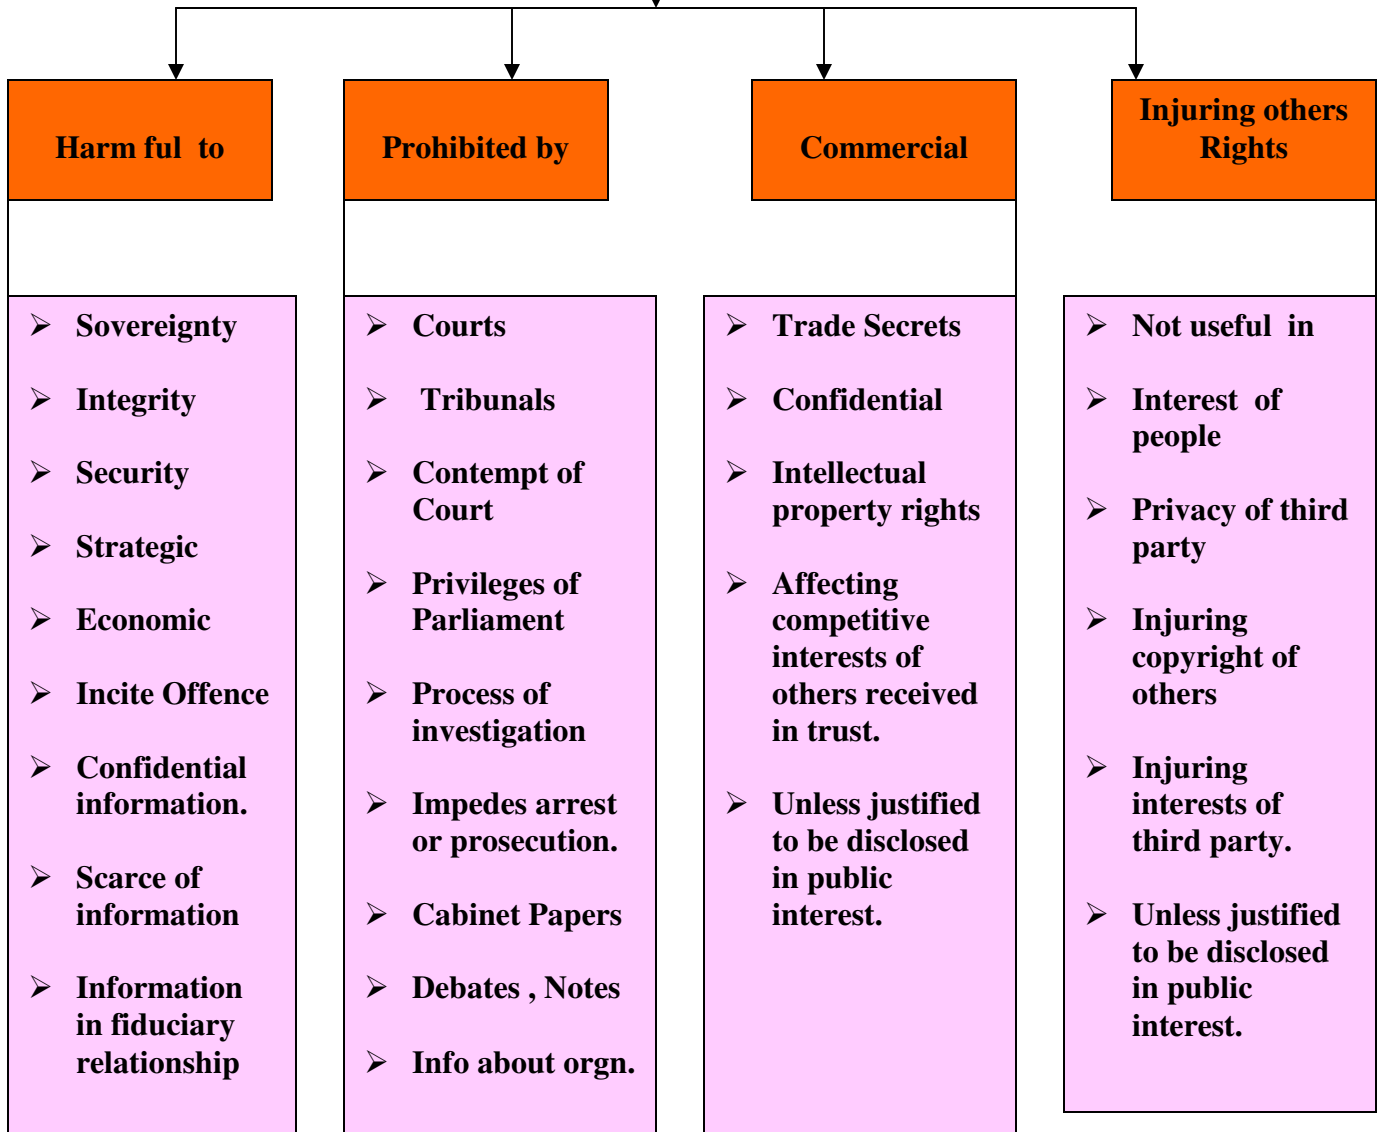 Harm ful to
Prohibited by
Commercial
Injuring others
Rights
➢ Sovereignty
➢ Integrity
➢ Security
➢ Strategic
➢ Economic
➢ Incite Offence
➢ Confidential
information.
➢ Scarce of
information
➢ Information
in fiduciary
relationship
➢ Courts
➢ Tribunals
➢ Contempt of
Court
➢ Privileges of
Parliament
➢ Process of
investigation
➢ Impedes arrest
or prosecution.
➢ Cabinet Papers
➢ Debates , Notes
➢ Info about orgn.
➢ Trade Secrets
➢ Confidential
➢ Intellectual
property rights
➢ Affecting
competitive
interests of
others received
in trust.
➢ Unless justified
to be disclosed
in public
interest.
➢ Not useful in
➢ Interest of
people
➢ Privacy of third
party
➢ Injuring
copyright of
others
➢ Injuring
interests of
third party.
➢ Unless justified
to be disclosed
in public
interest.